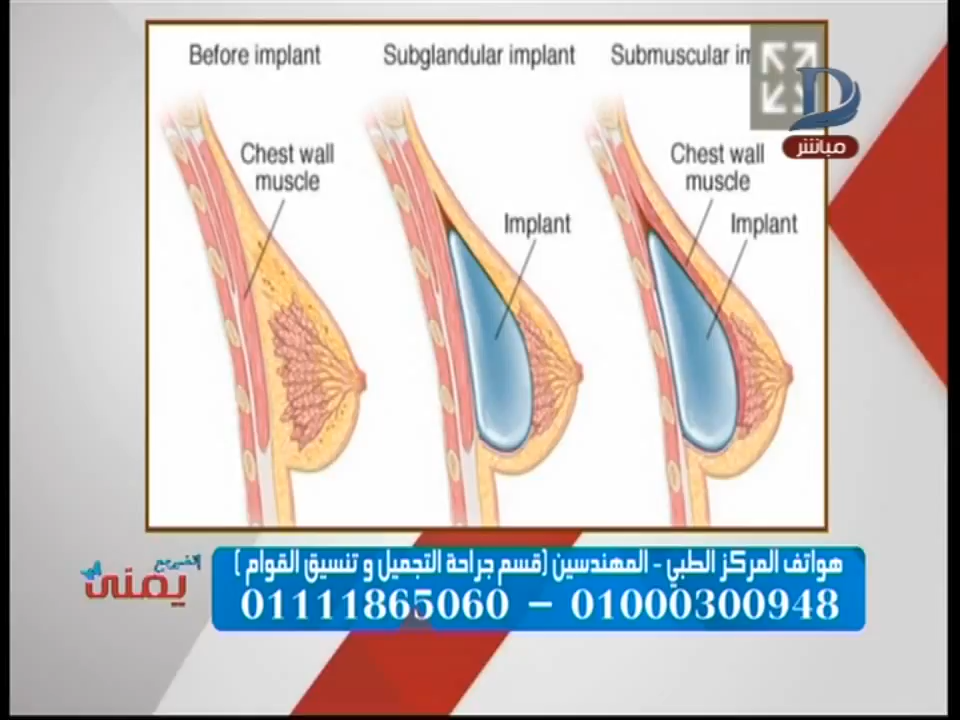 Before implant
Subglandular implant
Submuscular im
مباشر
Chest wall
muscle
Chest wall
muscle
Implant
Implant
هواتف المركز الطبي - المهندسين (قسم جراحة التجميل و تنسيق القوام)
01111865060 – 01000300948
يمنى